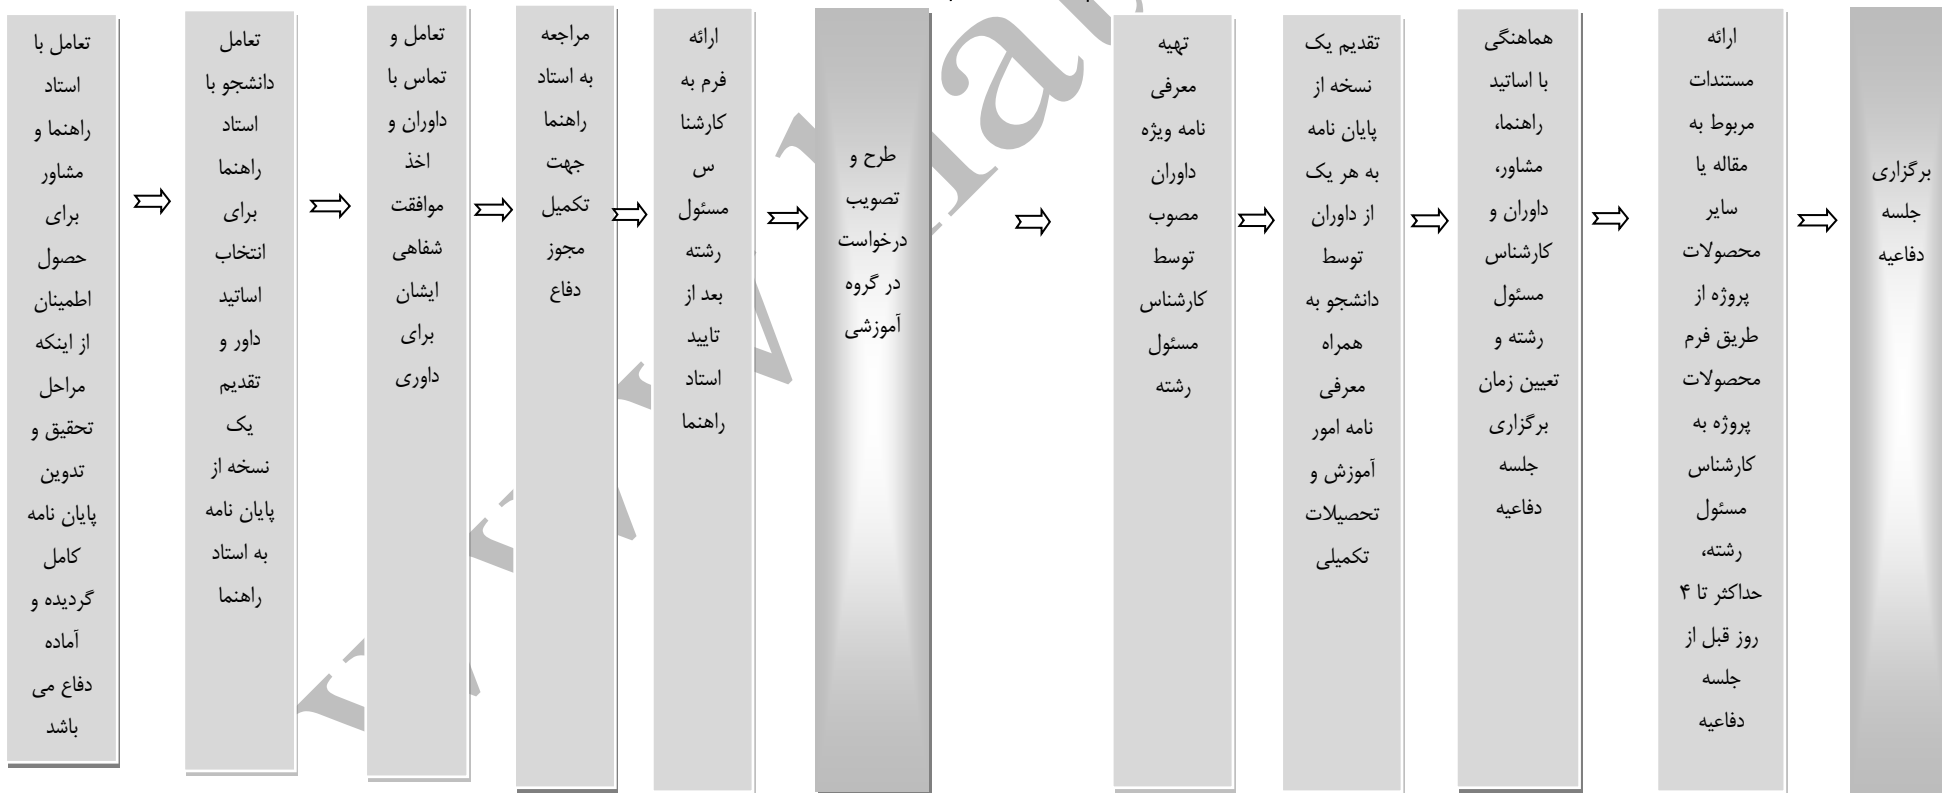 تعامل با
استاد
راهنما و
مشاور
برای
حصول
اطمینان
از اینکه
مراحل
تحقیق و
تدوین
پایان نامه
کامل
گردیده و
آماده
دفاع می
باشد
تعامل
دانشجو با
استاد
راهنما
برای
انتخاب
اساتید
داور و
تقدیم
یک
نسخه از
پایان نامه
به استاد
راهنما
تعامل و
تماس با
داوران و
اخذ
موافقت
شفاهی
ایشان
برای
داوری
مراجعه
به استاد
راهنما
جهت
تکمیل
مجوز
دفاع
ارائه
فرم به
کارشنا
س
مسئول
رشته
بعد از
تایید
استاد
راهنما
طرح و
تصویب
درخواست
در گروه
آموزشی
تهیه
معرفی
نامه ویژه
داوران
مصوب
توسط
کارشناس
مسئول
رشته
تقدیم یک
نسخه از
پایان نامه
به هر یک
از داوران
توسط
دانشجو به
همراه
معرفی
نامه امور
آموزش و
تحصیلات
تکمیلی
هماهنگی
با اساتید
راهنما،
مشاور،
داوران و
کارشناس
مسئول
رشته و
تعیین زمان
برگزاری
جلسه
دفاعیه
ارائه
مستندات
مربوط به
مقاله یا
سایر
محصولات
پروژه از
طریق فرم
محصولات
پروژه به
کارشناس
مسئول
رشته،
حداکثر تا ۴
روز قبل از
جلسه
دفاعیه
برگزاری
جلسه
دفاعیه